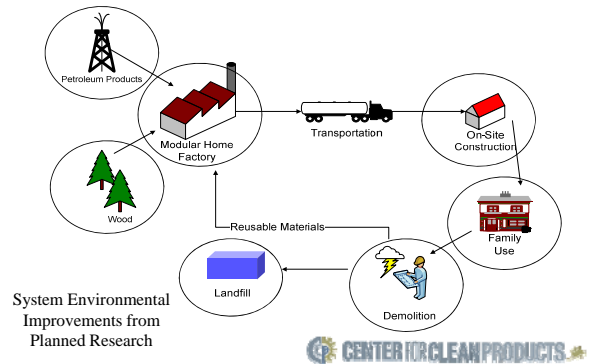 Petroleum Products
Modular Home
Factory
Transportation
On-Site
Construction
Wood
Reusable Materials
Family
Use
Landfill
Demolition
System Environmental
Improvements from
Planned Research
CENTER FOR CLEAN PRODUCTS